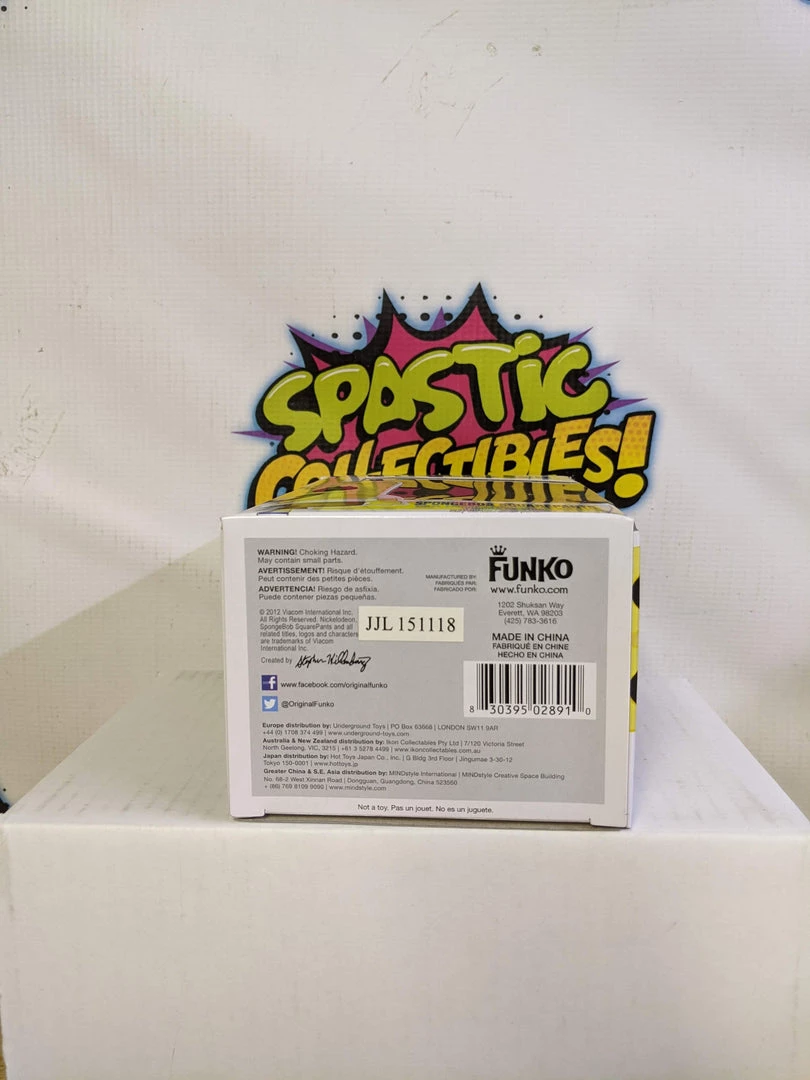 SPASTIC
COLLECTIBLES!
WARNING! Choking Hazard.
May contain small parts.
AVERTISSEMENT! Risque d'étouffement.
Peut contenir des petites pièces.
ADVERTENCIA! Riesgo de asfixia.
Puede contener piezas pequeñas.
© 2012 Viacom International Inc.
All Rights Reserved. Nickelodeon,
SpongeBob SquarePants and all
related titles, logos and characters
are trademarks of Viacom
International Inc.
Created by Stephen Hillenburg
JJL 151118
www.facebook.com/originalfunko
@OriginalFunko
MANUFACTURED BY:
FABRIQUÉS PAR:
FABRICADO POR:
FUNKO
www.funko.com
1202 Shuksan Way
Everett, WA 98203
(425) 783-3616
MADE IN CHINA
FABRIQUÉ EN CHINE
HECHO EN CHINA
8 30395 02891 0
Europe distribution by: Underground Toys | PO Box 63668 | LONDON SW11 9AR
+44 (0) 1708 374 499 | www.underground-toys.com
Australia & New Zealand distribution by: Ikon Collectables Pty Ltd | 7/120 Victoria Street
North Geelong, VIC, 3215 | +61 3 5278 4499 | www.ikoncollectables.com.au
Japan distribution by: Hot Toys Japan Co., Inc. | G Bldg 3rd Floor | Jingumae 3-30-12
Tokyo 150-0001 | www.hottoys.jp
Greater China & S.E. Asia distribution by: MINDstyle International | MINDstyle Creative Space Building
No. 68-2 West Xinnan Road | Dongguan, Guangdong, China 523560
+ (86) 769 8109 9090 | www.mindstyle.com
Not a toy. Pas un jouet. No es un juguete.